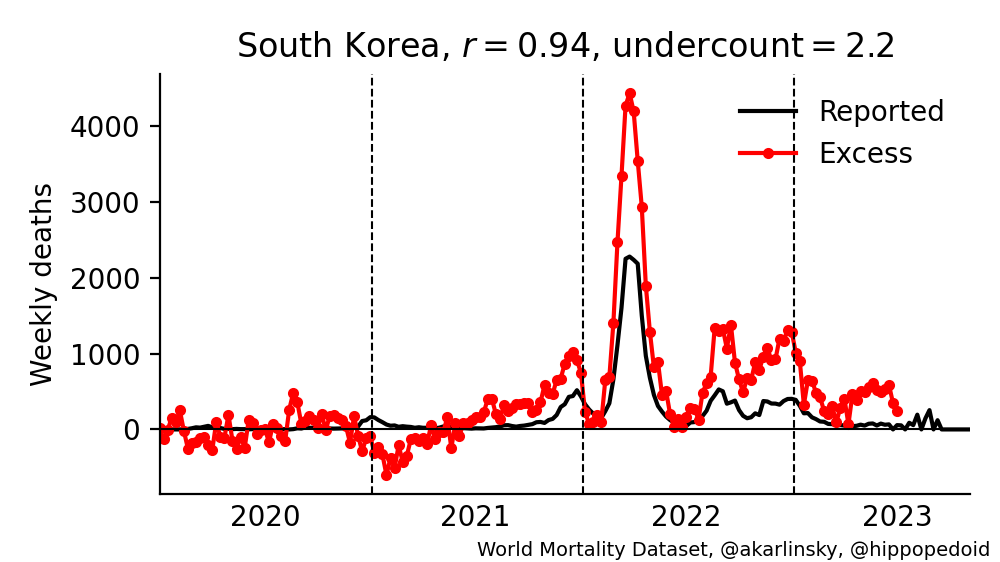 South Korea, r = 0.94, undercount = 2.2
Reported
Excess
Weekly deaths
4000
3000
2000
1000
0
2020 2021 2022 2023
World Mortality Dataset, @akarlinsky, @hippopedoid